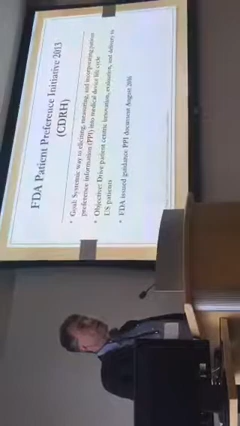 FDA Patient Preference Initiative 2013
(CDRH)
• Goal: Systemic way to eliciting, measuring, and incorporating patient
preference information (PPI) into medical device life cycle
• Objective: Drive patient centric innovation, evaluation, and delivery to
US patients
• FDA issued guidance PPI document August 2016